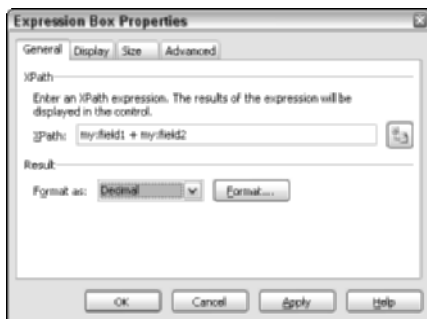 Expression Box Properties
General Display Size Advanced
XPath
Enter an XPath expression. The results of the expression will be
displayed in the control.
XPath: my:field1 + my:field2
Result
Format as: Decimal Format...
OK Cancel Apply Help